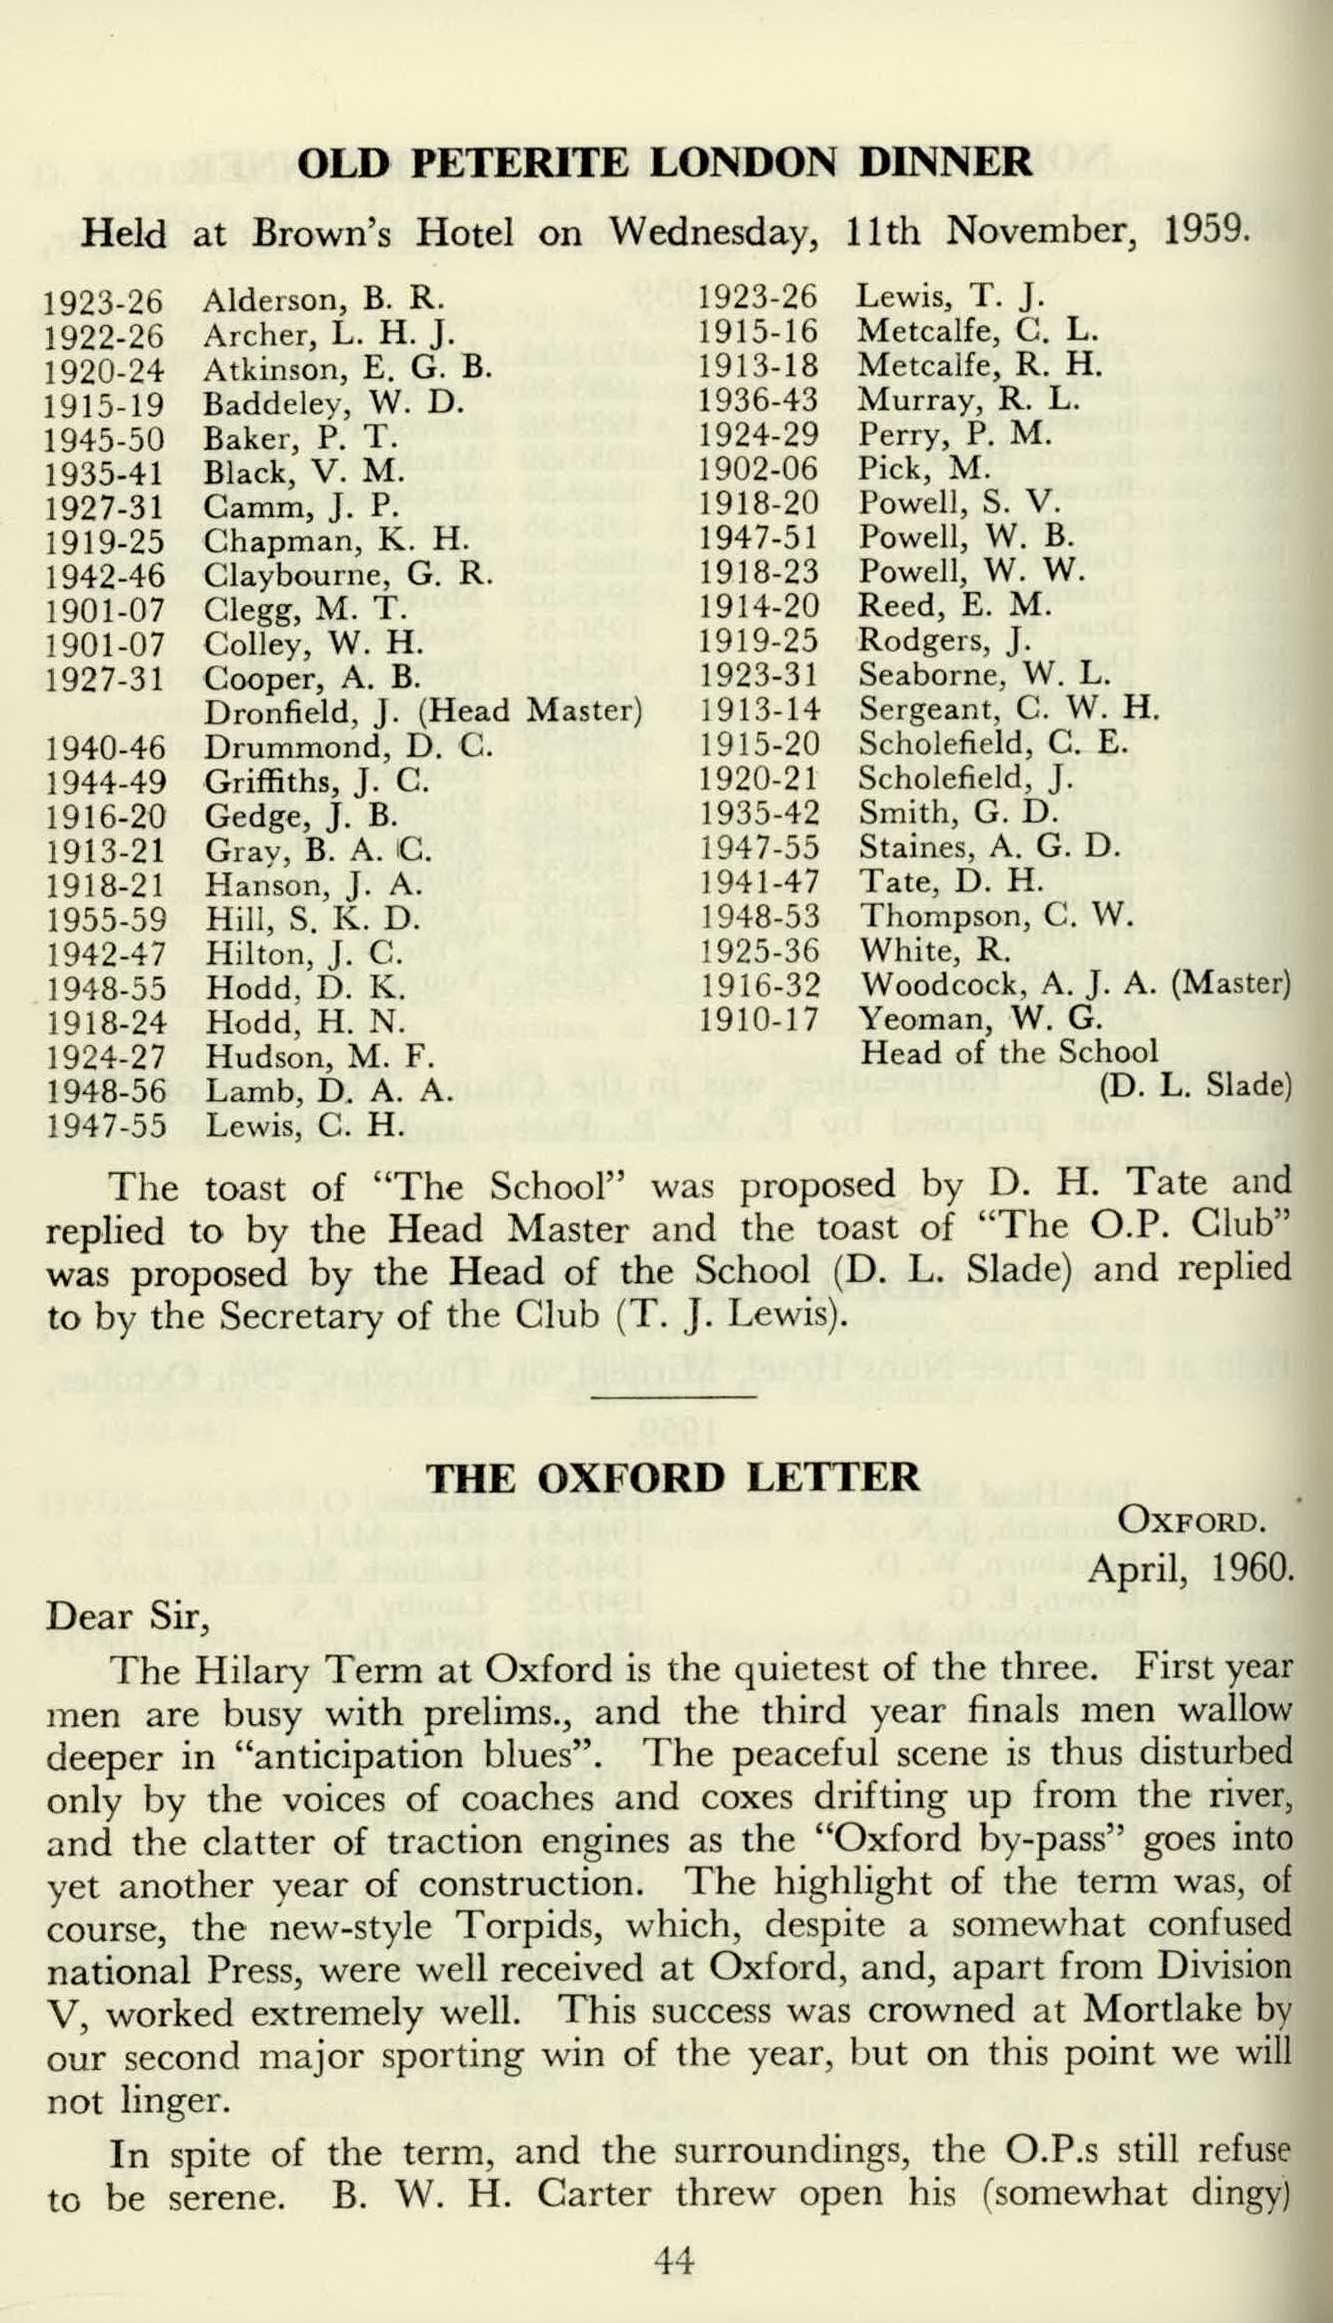 OLD PETERITE LONDON DINNER
Held at Brown's Hotel on Wednesday, 11th November, 1959.
1923-26 Alderson, B. R.
1922-26 Archer, L. H. J.
1920-24 Atkinson, E. G. B.
1915-19 Baddeley, W. D.
1945-50 Baker, P. T.
1935-41 Black, V. M.
1927-31 Camm, J. P.
1919-25 Chapman, K. H.
1942-46 Claybourne, G. R.
1901-07 Clegg, M. T.
1901-07 Colley, W. H.
1927-31 Cooper, A. B.
Dronfield, J. (Head Master)
1940-46 Drummond, D. C.
1944-49 Griffiths, J. C.
1916-20 Gedge, J. B.
1913-21 Gray, B. A. C.
1918-21 Hanson, J. A.
1955-59 Hill, S. K. D.
1942-47 Hilton, J. C.
1948-55 Hodd, D. K.
1918-24 Hodd, H. N.
1924-27 Hudson, M. F.
1948-56 Lamb, D. A. A.
1947-55 Lewis, C. H.
1923-26 Lewis, T. J.
1915-16 Metcalfe, C. L.
1913-18 Metcalfe, R. H.
1936-43 Murray, R. L.
1924-29 Perry, P. M.
1902-06 Pick, M.
1918-20 Powell, S. V.
1947-51 Powell, W. B.
1918-23 Powell, W. W.
1914-20 Reed, E. M.
1919-25 Rodgers, J.
1923-31 Seaborne, W. L.
1913-14 Sergeant, C. W. H.
1915-20 Scholefield, C. E.
1920-21 Scholefield, J.
1935-42 Smith, G. D.
1947-55 Staines, A. G. D.
1941-47 Tate, D. H.
1948-53 Thompson, C. W.
1925-36 White, R.
1916-32 Woodcock, A. J. A. (Master)
1910-17 Yeoman, W. G.
Head of the School
(D. L. Slade)
The toast of "The School" was proposed by D. H. Tate and
replied to by the Head Master and the toast of "The O.P. Club"
was proposed by the Head of the School (D. L. Slade) and replied
to by the Secretary of the Club (T. J. Lewis).
THE OXFORD LETTER
OXFORD.
April, 1960.
Dear Sir,
The Hilary Term at Oxford is the quietest of the three. First year
men are busy with prelims., and the third year finals men wallow
deeper in "anticipation blues". The peaceful scene is thus disturbed
only by the voices of coaches and coxes drifting up from the river,
and the clatter of traction engines as the "Oxford by-pass" goes into
yet another year of construction. The highlight of the term was, of
course, the new-style Torpids, which, despite a somewhat confused
national Press, were well received at Oxford, and, apart from Division
V, worked extremely well. This success was crowned at Mortlake by
our second major sporting win of the year, but on this point we will
not linger.
In spite of the term, and the surroundings, the O.P.s still refuse
to be serene. B. W. H. Carter threw open his (somewhat dingy)
44